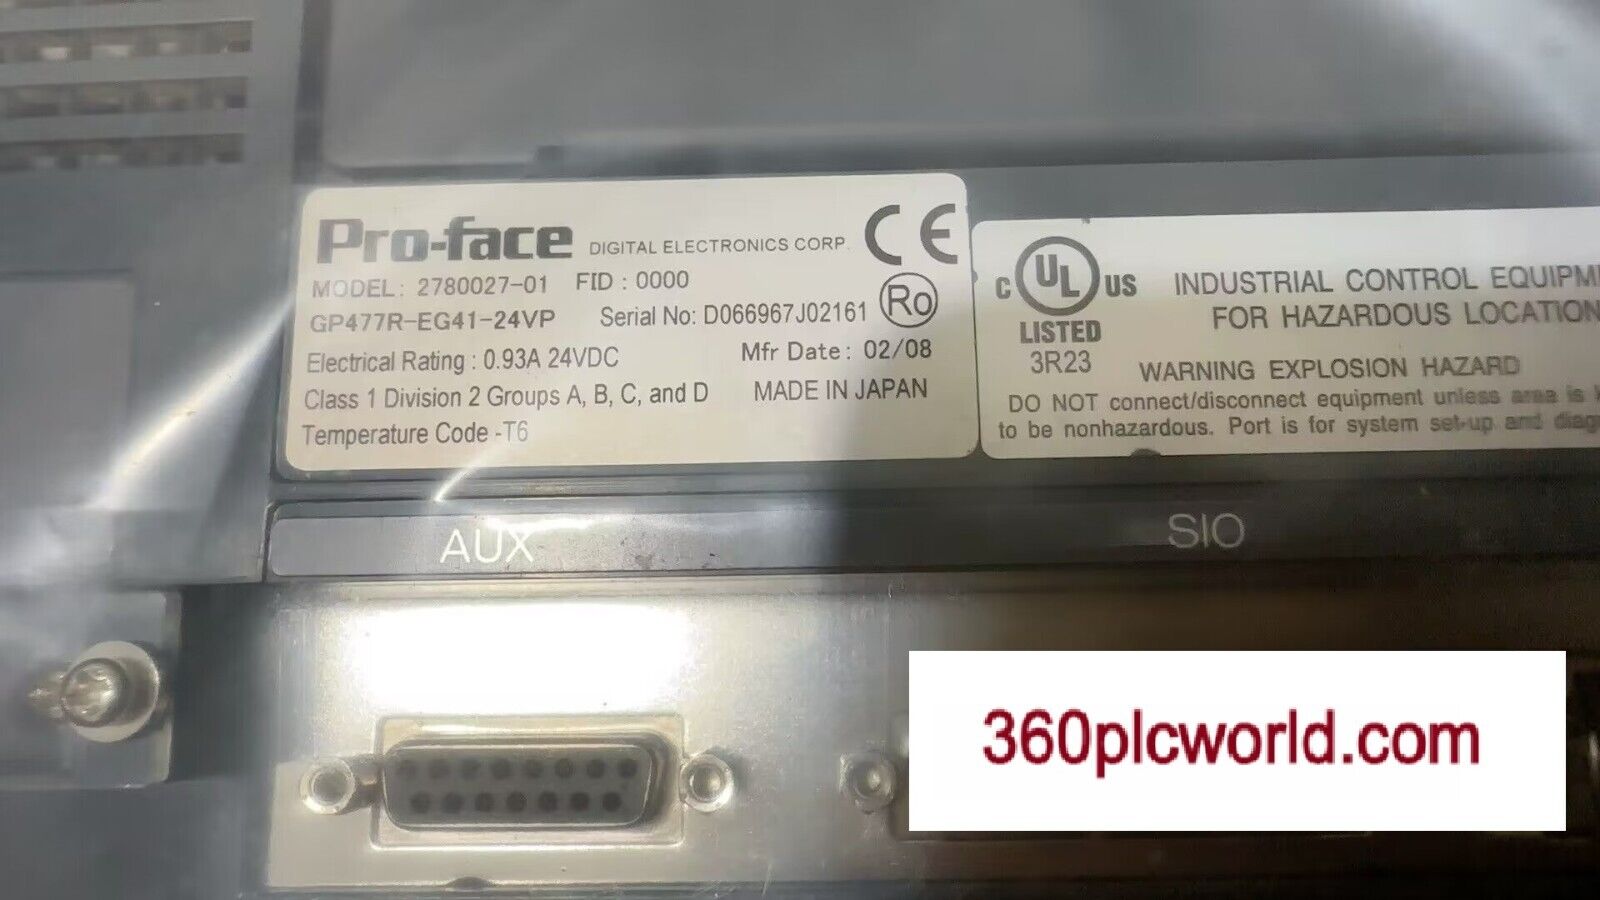 Pro-face DIGITAL ELECTRONICS CORP. CE
MODEL: 2780027-01 FID : 0000
GP477R-EG41-24VP Serial No: D066967J02161 Ro
Electrical Rating : 0.93A 24VDC Mfr Date: 02/08
Class 1 Division 2 Groups A, B, C, and D MADE IN JAPAN
Temperature Code -T6
C UL US
LISTED
3R23
INDUSTRIAL CONTROL
FOR HAZARDOUS
WARNING EXPLOSION HAZARD
DO NOT connect/disconnect equipment unless area is
to be nonhazardous. Port is for system set-up and
AUX
SIO
360plcworld.com